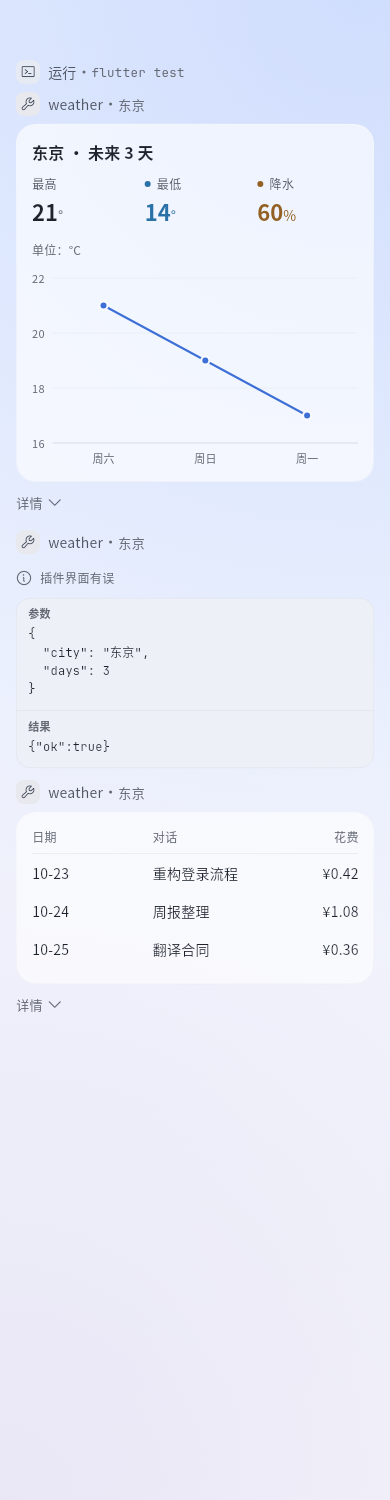 运行・flutter test
weather・东京
东京 · 未来 3 天
最高 最低 降水
21° 14° 60%
单位：°C
22
20
18
16
周六 周日 周一
详情
weather・东京
插件界面有误
参数
{
  "city": "东京",
  "days": 3
}
结果
{"ok":true}
weather・东京
日期 对话 花费
10-23 重构登录流程 ¥0.42
10-24 周报整理 ¥1.08
10-25 翻译合同 ¥0.36
详情